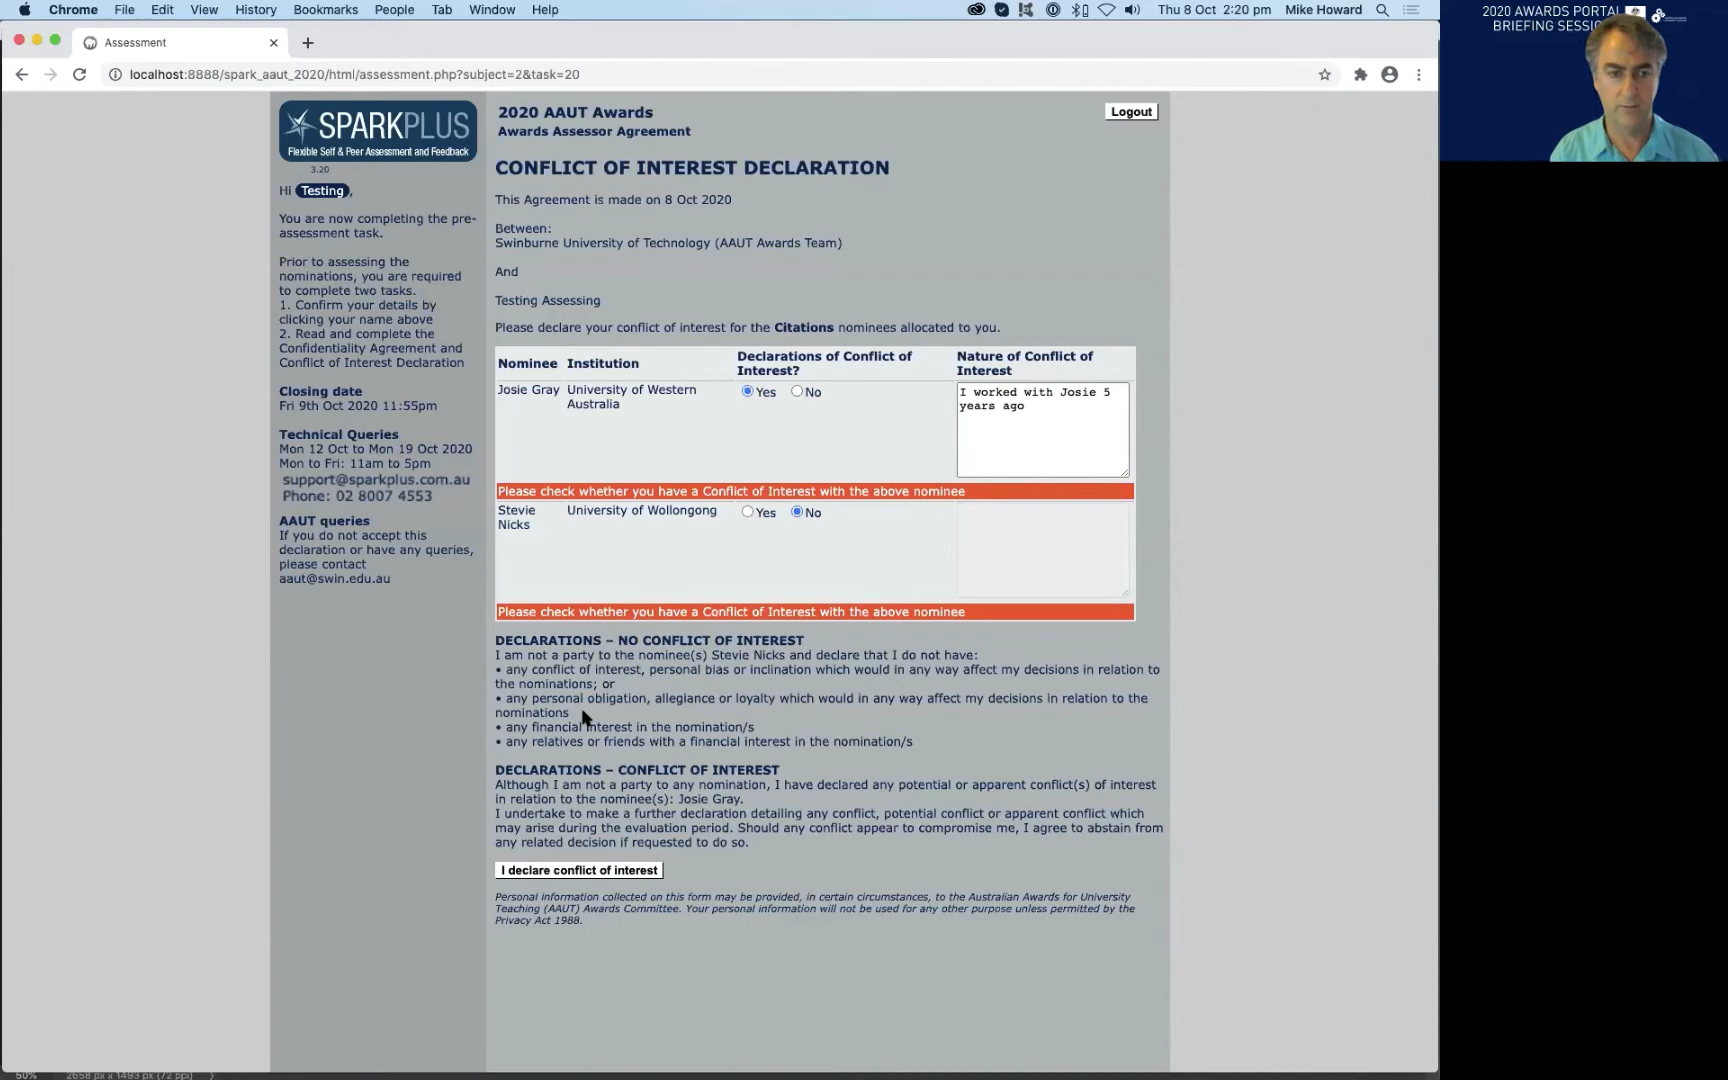 Chrome File Edit View History Bookmarks People Tab Window Help Thu 8 Oct 2:20 pm Mike Howard
2020 AWARDS PORTAL
BRIEFING SESSI
Assessment
localhost:8888/spark_aaut_2020/html/assessment.php?subject=2&task=20
SPARKPLUS
Flexible Self & Peer Assessment and Feedback
3.20
Hi Testing,
You are now completing the pre-
assessment task.
Prior to assessing the
nominations, you are required
to complete two tasks.
1. Confirm your details by
clicking your name above
2. Read and complete the
Confidentiality Agreement and
Conflict of Interest Declaration
Closing date
Fri 9th Oct 2020 11:55pm
Technical Queries
Mon 12 Oct to Mon 19 Oct 2020
Mon to Fri: 11am to 5pm
support@sparkplus.com.au
Phone: 02 8007 4553
AAUT queries
If you do not accept this
declaration or have any queries,
please contact
aaut@swin.edu.au
2020 AAUT Awards
Logout
Awards Assessor Agreement
CONFLICT OF INTEREST DECLARATION
This Agreement is made on 8 Oct 2020
Between:
Swinburne University of Technology (AAUT Awards Team)
And
Testing Assessing
Please declare your conflict of interest for the Citations nominees allocated to you.
Nominee Institution Declarations of Conflict of Interest? Nature of Conflict of Interest
Josie Gray University of Western Australia Yes No I worked with Josie 5 years ago
Please check whether you have a Conflict of Interest with the above nominee
Stevie Nicks University of Wollongong Yes No
Please check whether you have a Conflict of Interest with the above nominee
DECLARATIONS – NO CONFLICT OF INTEREST
I am not a party to the nominee(s) Stevie Nicks and declare that I do not have:
• any conflict of interest, personal bias or inclination which would in any way affect my decisions in relation to
the nominations; or
• any personal obligation, allegiance or loyalty which would in any way affect my decisions in relation to the
nominations
• any financial interest in the nomination/s
• any relatives or friends with a financial interest in the nomination/s
DECLARATIONS – CONFLICT OF INTEREST
Although I am not a party to any nomination, I have declared any potential or apparent conflict(s) of interest
in relation to the nominee(s): Josie Gray.
I undertake to make a further declaration detailing any conflict, potential conflict or apparent conflict which
may arise during the evaluation period. Should any conflict appear to compromise me, I agree to abstain from
any related decision if requested to do so.
I declare conflict of interest
Personal information collected on this form may be provided, in certain circumstances, to the Australian Awards for University
Teaching (AAUT) Awards Committee. Your personal information will not be used for any other purpose unless permitted by the
Privacy Act 1988.
50% 2658 px x 1493 px (72 ppi)